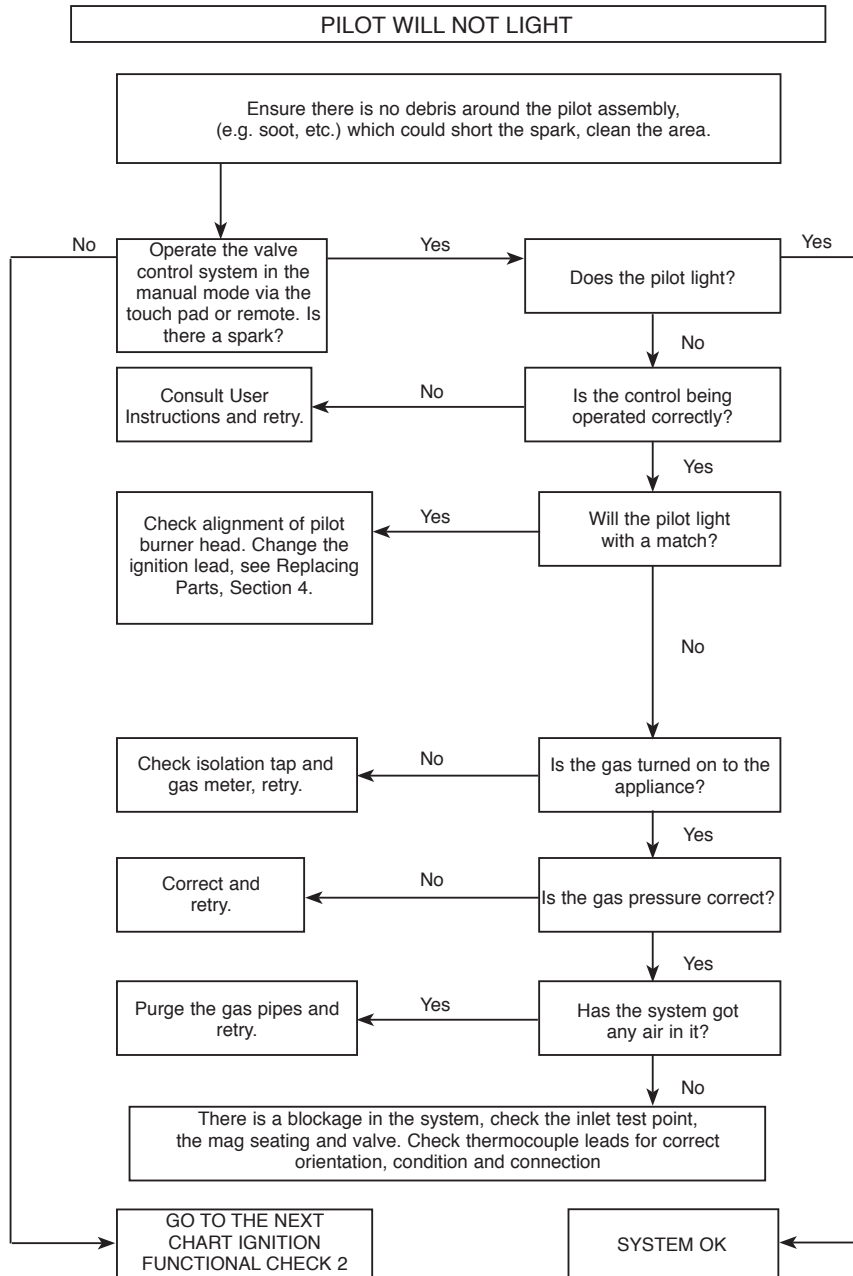 PILOT WILL NOT LIGHT
Ensure there is no debris around the pilot assembly,
(e.g. soot, etc.) which could short the spark, clean the area.
No
Operate the valve
control system in the
manual mode via the
touch pad or remote. Is
there a spark?
Yes
Does the pilot light?
Yes
No
Consult User
Instructions and retry.
No
Is the control being
operated correctly?
Yes
Check alignment of pilot
burner head. Change the
ignition lead, see Replacing
Parts, Section 4.
Yes
Will the pilot light
with a match?
No
Check isolation tap and
gas meter, retry.
No
Is the gas turned on to the
appliance?
Yes
Correct and
retry.
No
Is the gas pressure correct?
Yes
Purge the gas pipes and
retry.
Yes
Has the system got
any air in it?
No
There is a blockage in the system, check the inlet test point,
the mag seating and valve. Check thermocouple leads for correct
orientation, condition and connection
GO TO THE NEXT
CHART IGNITION
FUNCTIONAL CHECK 2
SYSTEM OK